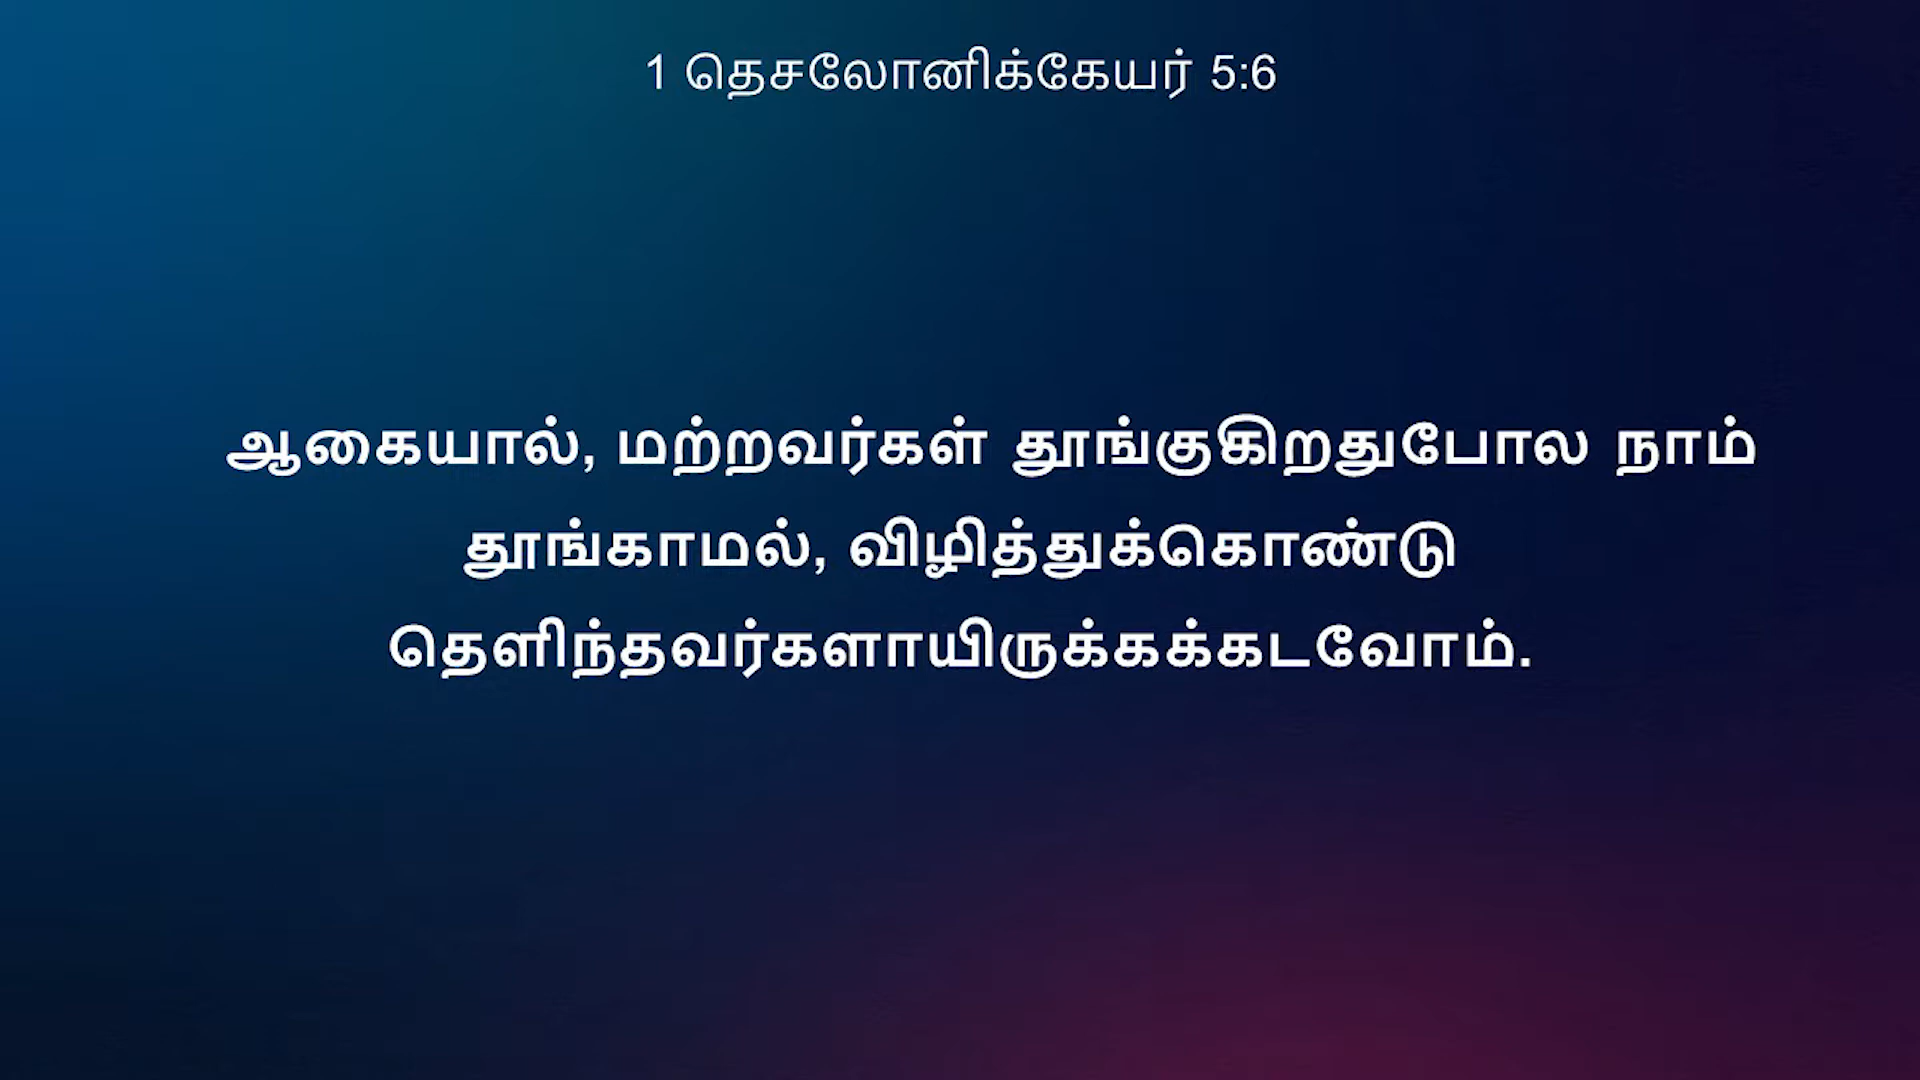 1 தெசலோனிக்கேயர் 5:6
ஆகையால், மற்றவர்கள் தூங்குகிறதுபோல நாம்
தூங்காமல், விழித்துக்கொண்டு
தெளிந்தவர்களாயிருக்கக்கடவோம்.